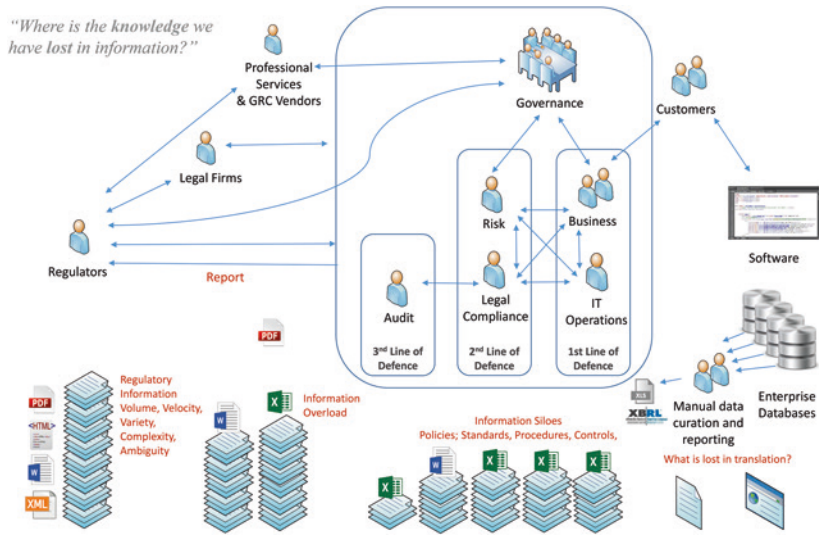 “Where is the knowledge we
have lost in information?”
Professional
Services
& GRC Vendors
Governance
Customers
Legal Firms
Regulators
Report
Risk
Business
Software
Audit
Legal
Compliance
IT
Operations
3rd Line of
Defence
2nd Line of
Defence
1st Line of
Defence
PDF
Regulatory
Information
Volume, Velocity,
Variety,
Complexity,
Ambiguity
PDF
<HTML>
W
XML
W
X
Information
Overload
Information Siloes
Policies; Standards, Procedures, Controls,
X
W
X
X
X
XLS
XBRL
Manual data
curation and
reporting
Enterprise
Databases
What is lost in translation?